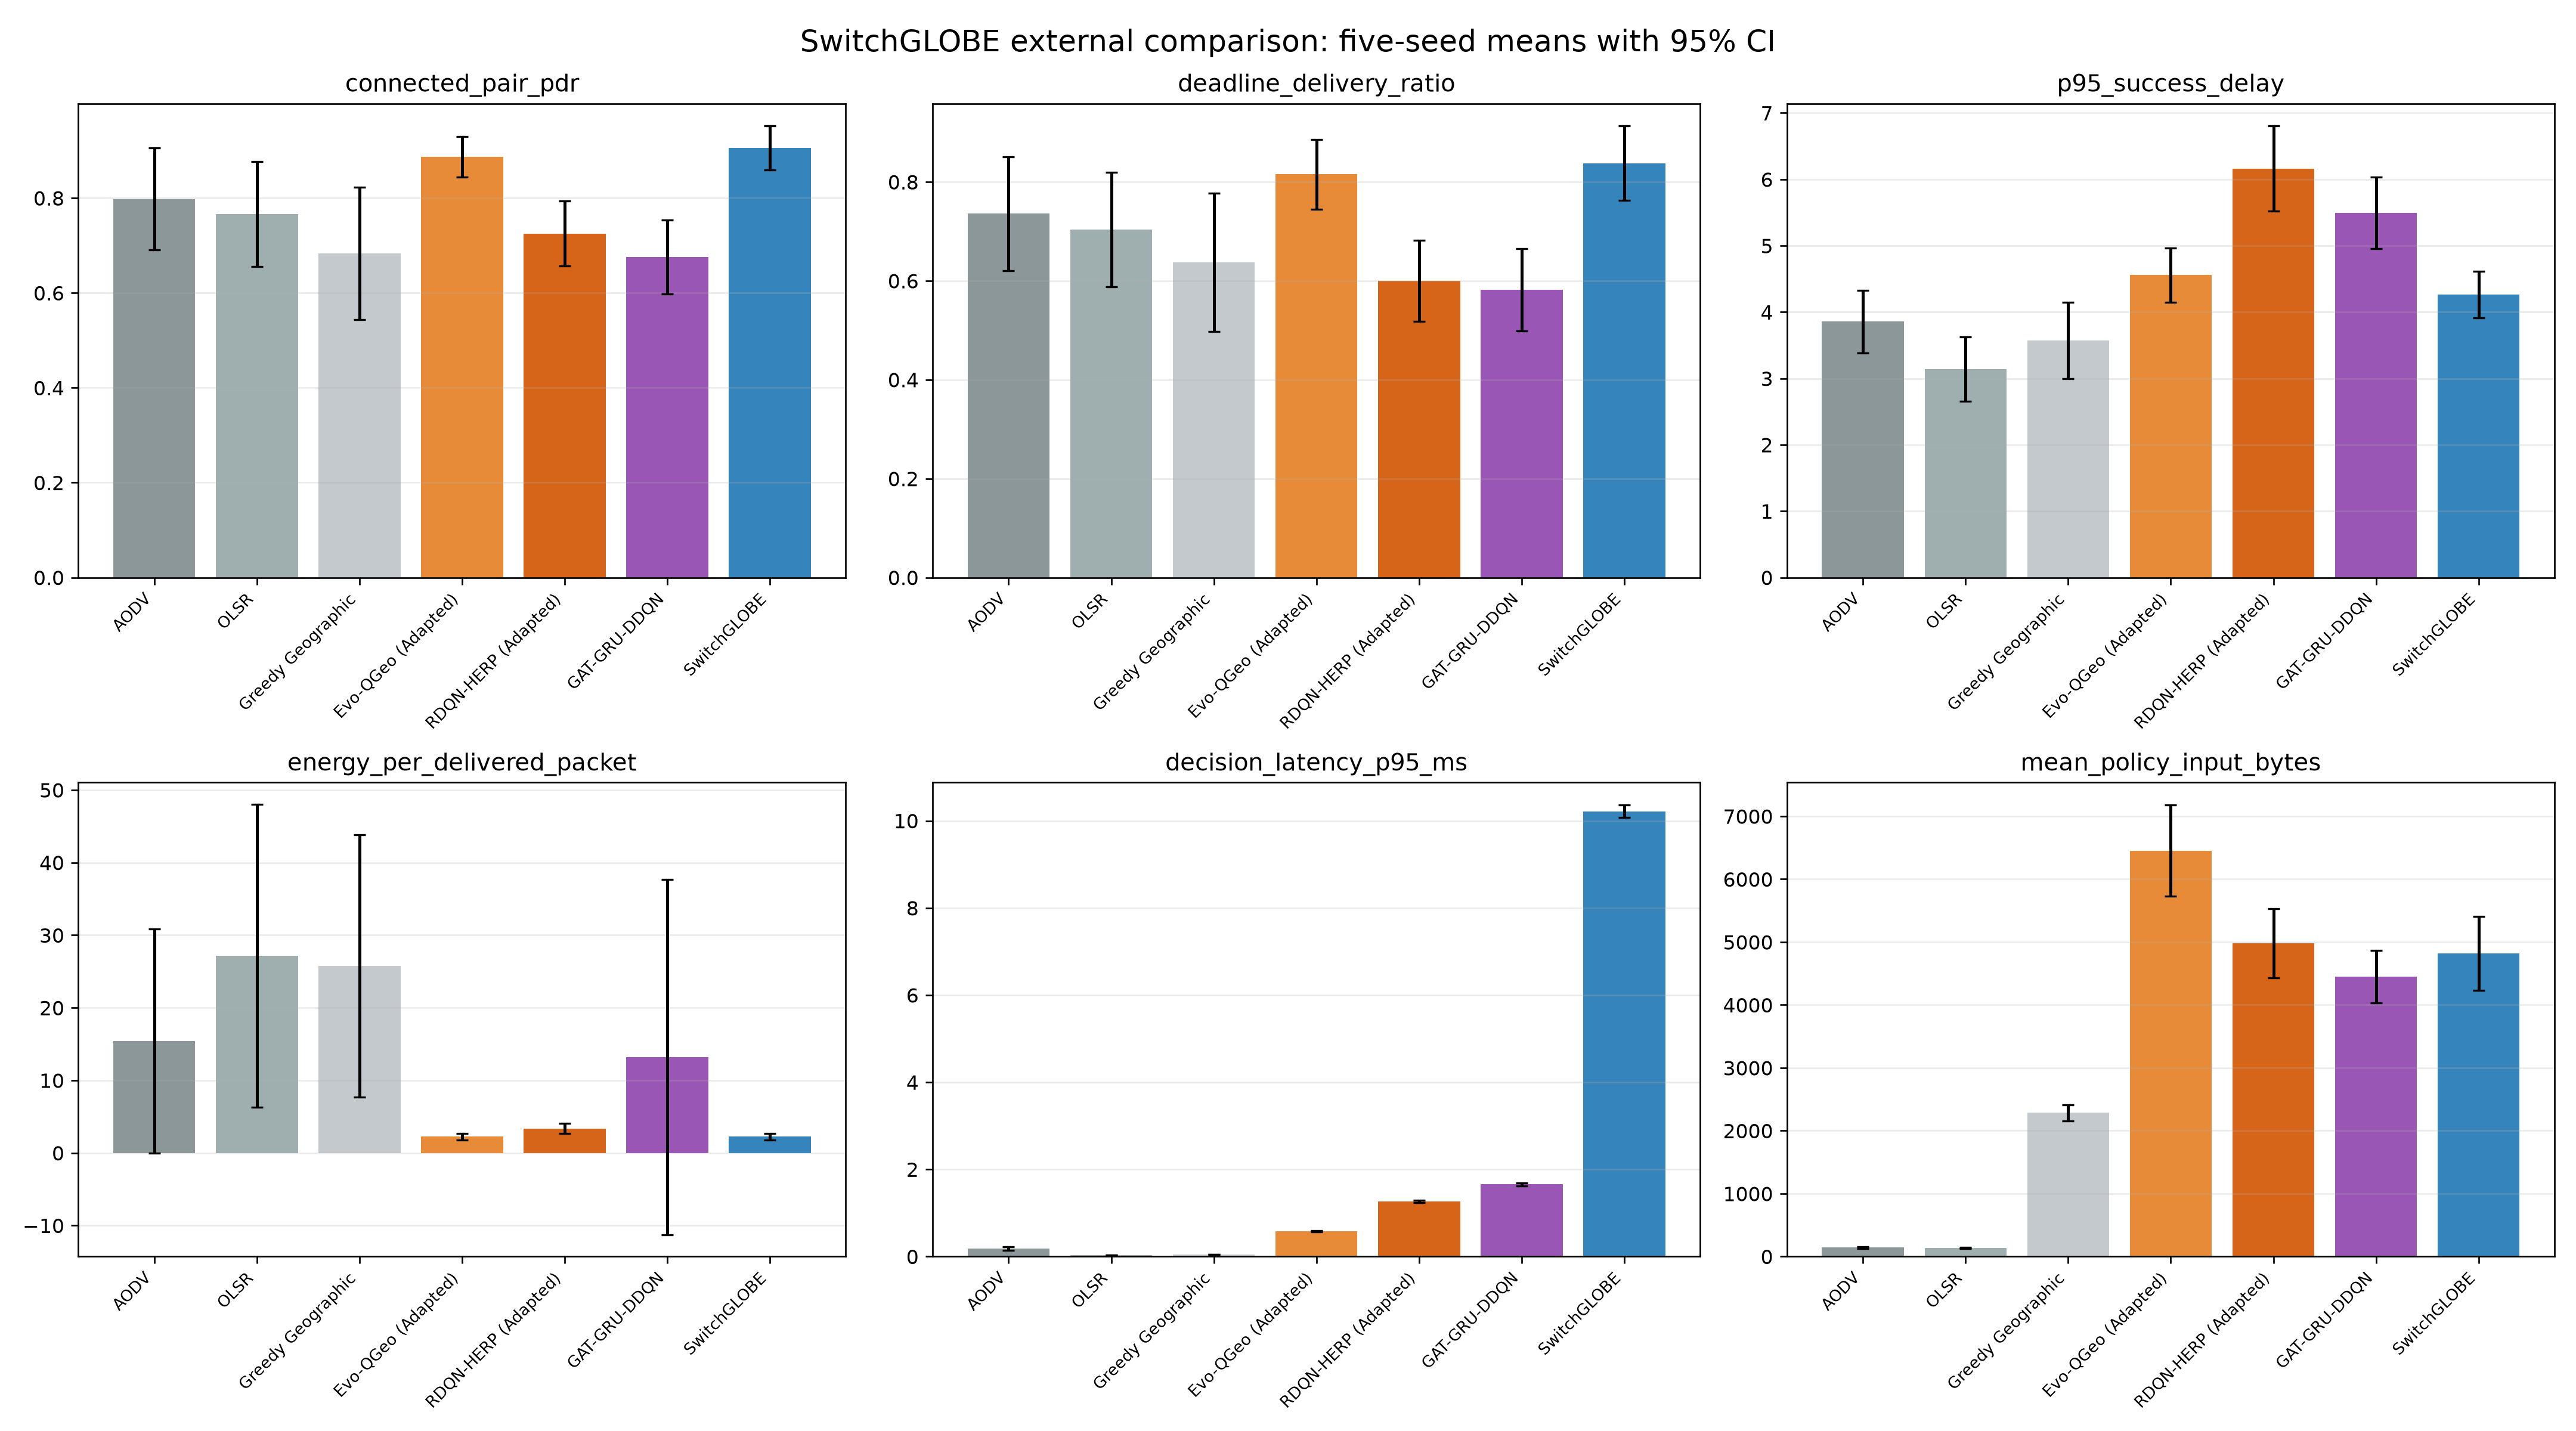 SwitchGLOBE external comparison: five-seed means with 95% CI
connected_pair_pdr
0.8
0.6
0.4
0.2
0.0
AODV
OLSR
Greedy Geographic
Evo-QGeo (Adapted)
RDQN-HERP (Adapted)
GAT-GRU-DDQN
SwitchGLOBE
deadline_delivery_ratio
0.8
0.6
0.4
0.2
0.0
AODV
OLSR
Greedy Geographic
Evo-QGeo (Adapted)
RDQN-HERP (Adapted)
GAT-GRU-DDQN
SwitchGLOBE
p95_success_delay
7
6
5
4
3
2
1
0
AODV
OLSR
Greedy Geographic
Evo-QGeo (Adapted)
RDQN-HERP (Adapted)
GAT-GRU-DDQN
SwitchGLOBE
energy_per_delivered_packet
50
40
30
20
10
0
−10
AODV
OLSR
Greedy Geographic
Evo-QGeo (Adapted)
RDQN-HERP (Adapted)
GAT-GRU-DDQN
SwitchGLOBE
decision_latency_p95_ms
10
8
6
4
2
0
AODV
OLSR
Greedy Geographic
Evo-QGeo (Adapted)
RDQN-HERP (Adapted)
GAT-GRU-DDQN
SwitchGLOBE
mean_policy_input_bytes
7000
6000
5000
4000
3000
2000
1000
0
AODV
OLSR
Greedy Geographic
Evo-QGeo (Adapted)
RDQN-HERP (Adapted)
GAT-GRU-DDQN
SwitchGLOBE